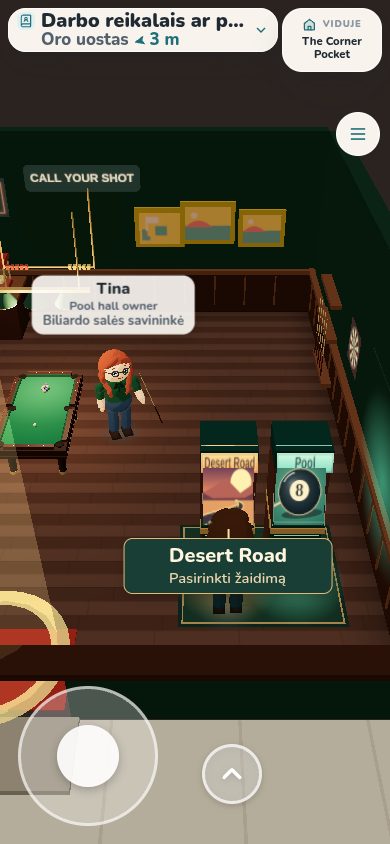 Darbo reikalais ar p...
Oro uostas 3 m
VIDUJE
The Corner
Pocket
CALL YOUR SHOT
Tina
Pool hall owner
Biliardo salės savininkė
Desert Road
Pool
8
Desert Road
Pasirinkti žaidimą